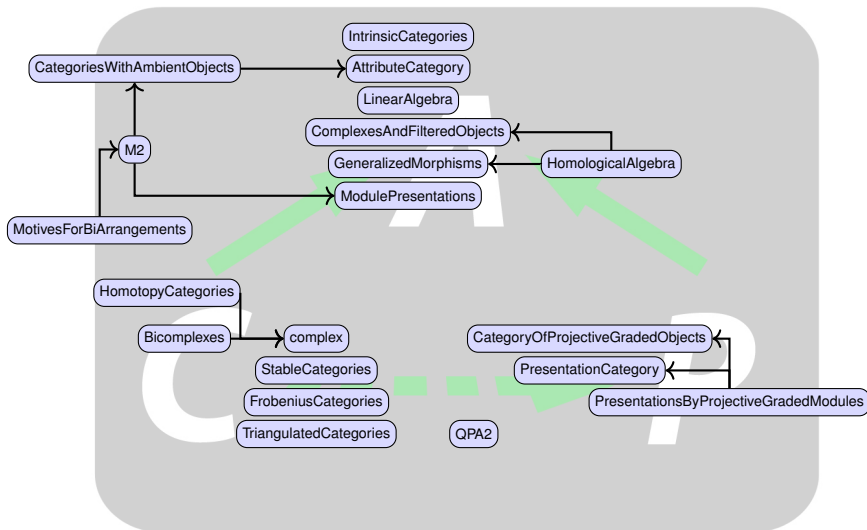 IntrinsicCategories
CategoriesWithAmbientObjects
AttributeCategory
LinearAlgebra
A
ComplexesAndFilteredObjects
M2
GeneralizedMorphisms
HomologicalAlgebra
ModulePresentations
MotivesForBiArrangements
HomotopyCategories
Bicomplexes
complex
CategoryOfProjectiveGradedObjects
StableCategories
PresentationCategory
C
P
FrobeniusCategories
PresentationsByProjectiveGradedModules
TriangulatedCategories
QPA2